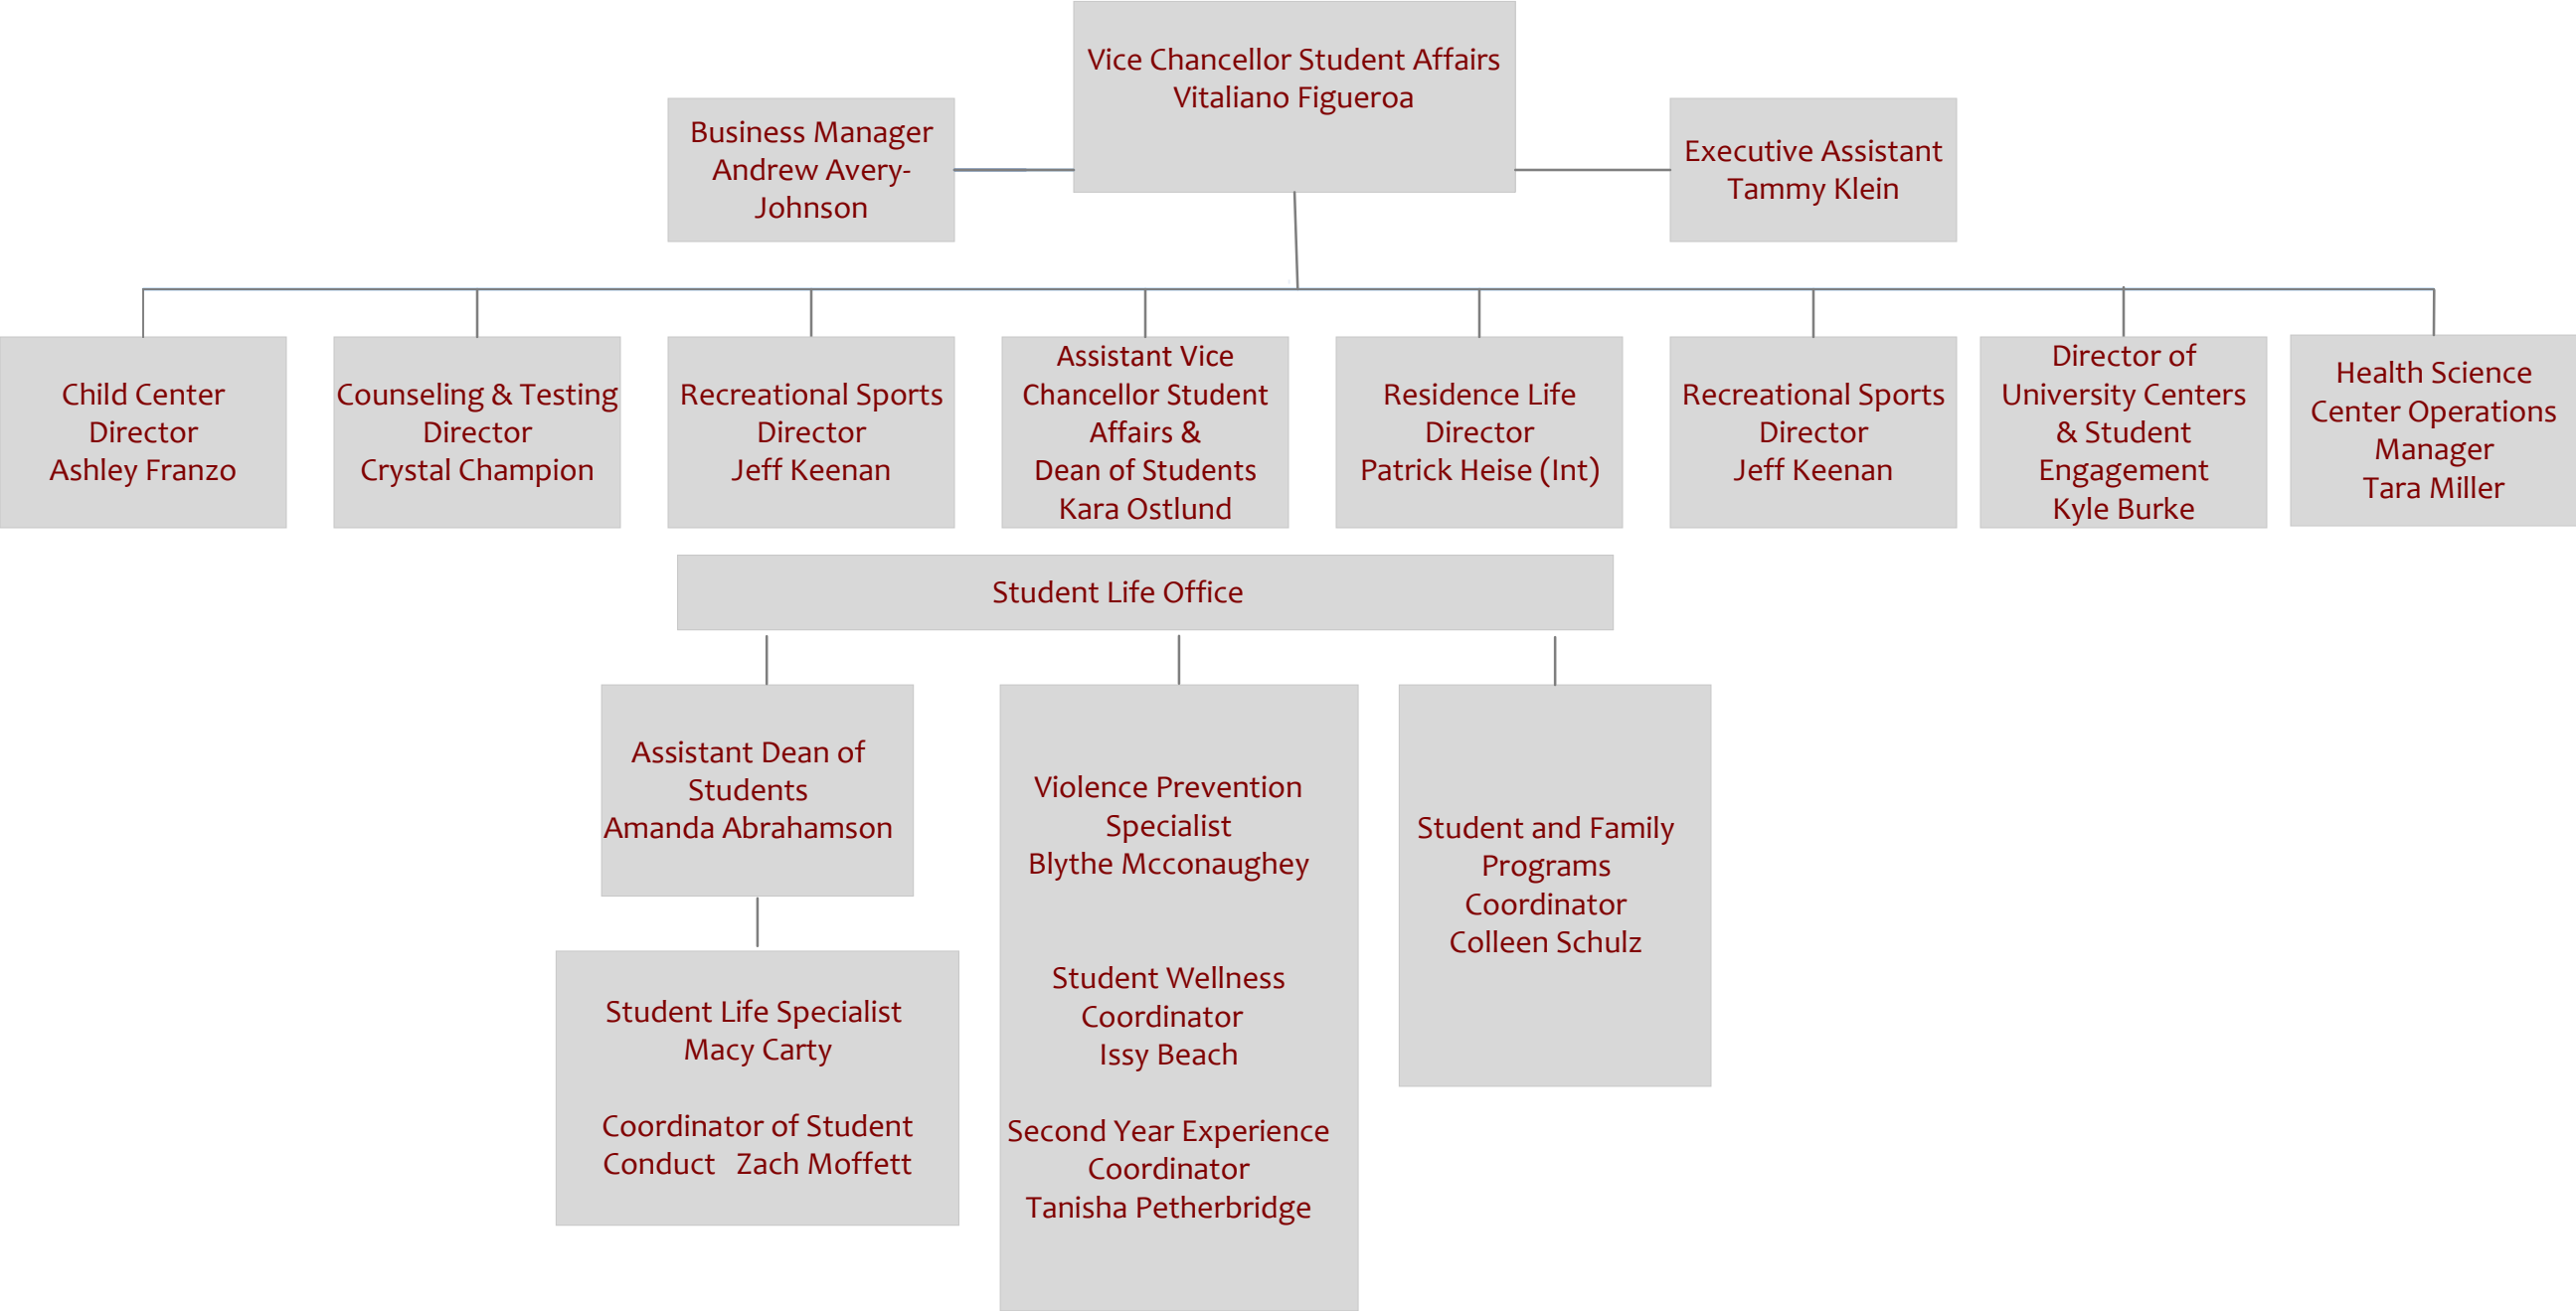 Vice Chancellor Student Affairs
Vitaliano Figueroa
Business Manager
Andrew Avery-
Johnson
Executive Assistant
Tammy Klein
Child Center
Director
Ashley Franzo
Counseling & Testing
Director
Crystal Champion
Recreational Sports
Director
Jeff Keenan
Assistant Vice
Chancellor Student
Affairs &
Dean of Students
Kara Ostlund
Residence Life
Director
Patrick Heise (Int)
Recreational Sports
Director
Jeff Keenan
Director of
University Centers
& Student
Engagement
Kyle Burke
Health Science
Center Operations
Manager
Tara Miller
Student Life Office
Assistant Dean of
Students
Amanda Abrahamson
Student Life Specialist
Macy Carty
Coordinator of Student
Conduct Zach Moffett
Violence Prevention
Specialist
Blythe Mcconaughey
Student Wellness
Coordinator
Issy Beach
Second Year Experience
Coordinator
Tanisha Petherbridge
Student and Family
Programs
Coordinator
Colleen Schulz